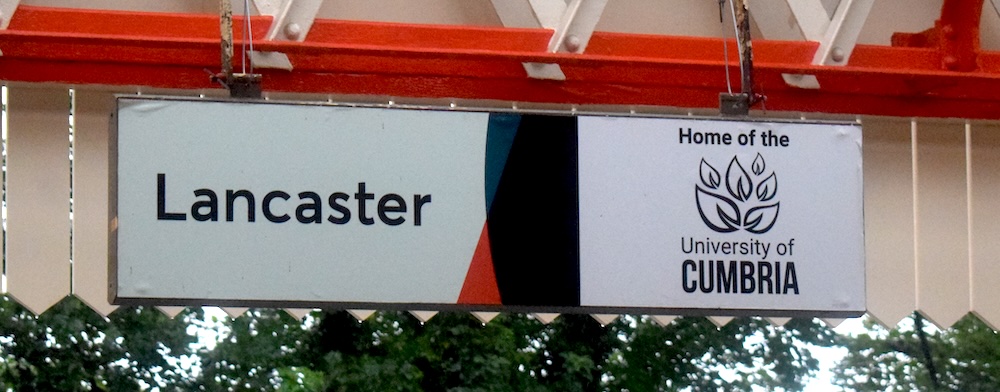 Lancaster
Home of the
University of
CUMBRIA